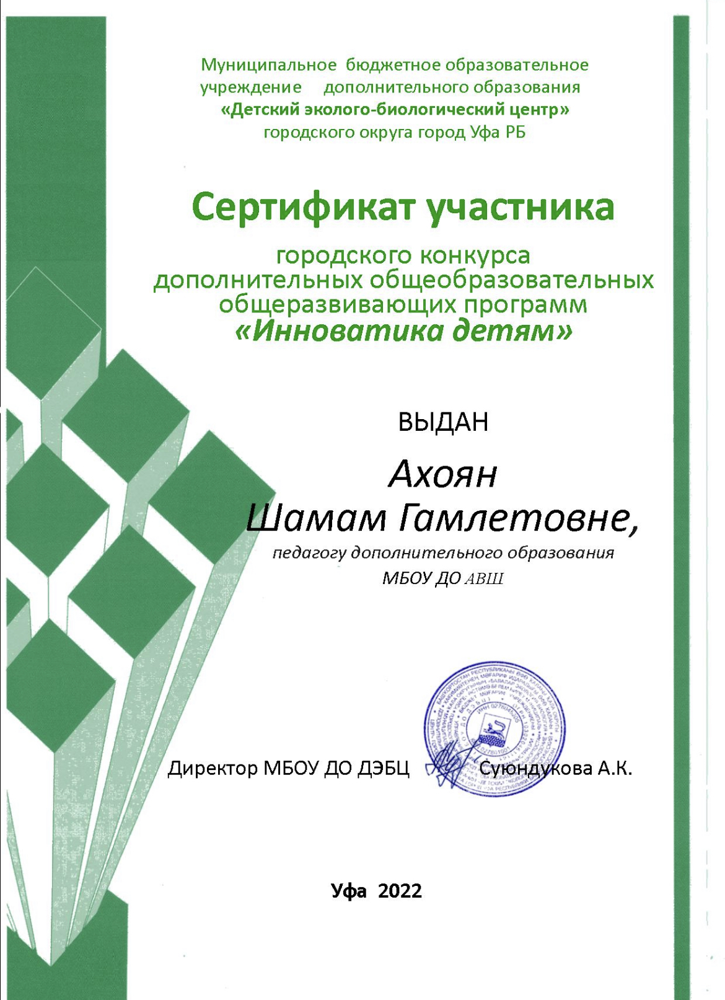 Муниципальное бюджетное образовательное
учреждение дополнительного образования
«Детский эколого-биологический центр»
городского округа город Уфа РБ
Сертификат участника
городского конкурса
дополнительных общеобразовательных
общеразвивающих программ
«Инноватика детям»
ВЫДАН
Ахоян
Шамам Гамлетовне,
педагогу дополнительного образования
МБОУ ДО АВШ
Директор МБОУ ДО ДЭБЦ Суюндукова А.К.
Уфа 2022